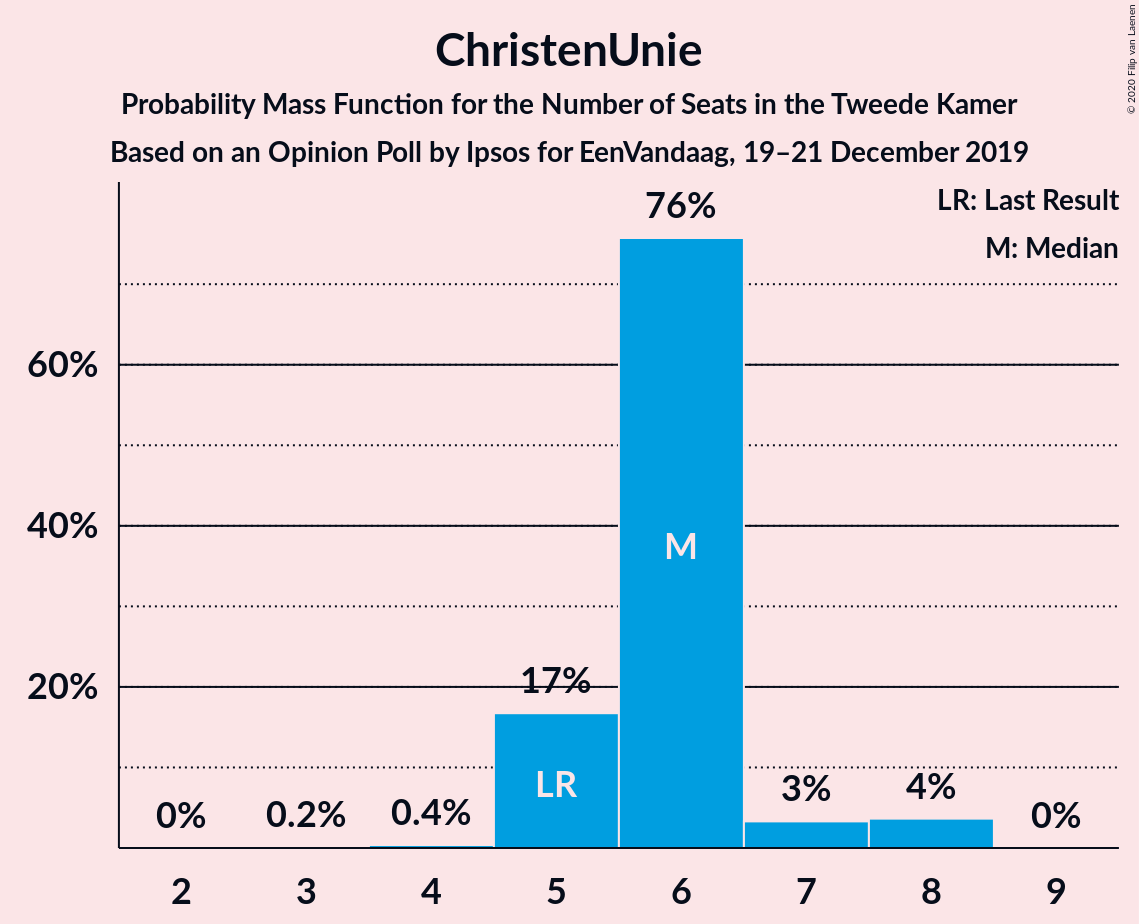 ChristenUnie
Probability Mass Function for the Number of Seats in the Tweede Kamer
Based on an Opinion Poll by Ipsos for EenVandaag, 19–21 December 2019
© 2020 Filip van Laenen
LR: Last Result
M: Median
60%
40%
20%
0%
0.2%
0.4%
17%
76%
3%
4%
0%
LR
M
2 3 4 5 6 7 8 9